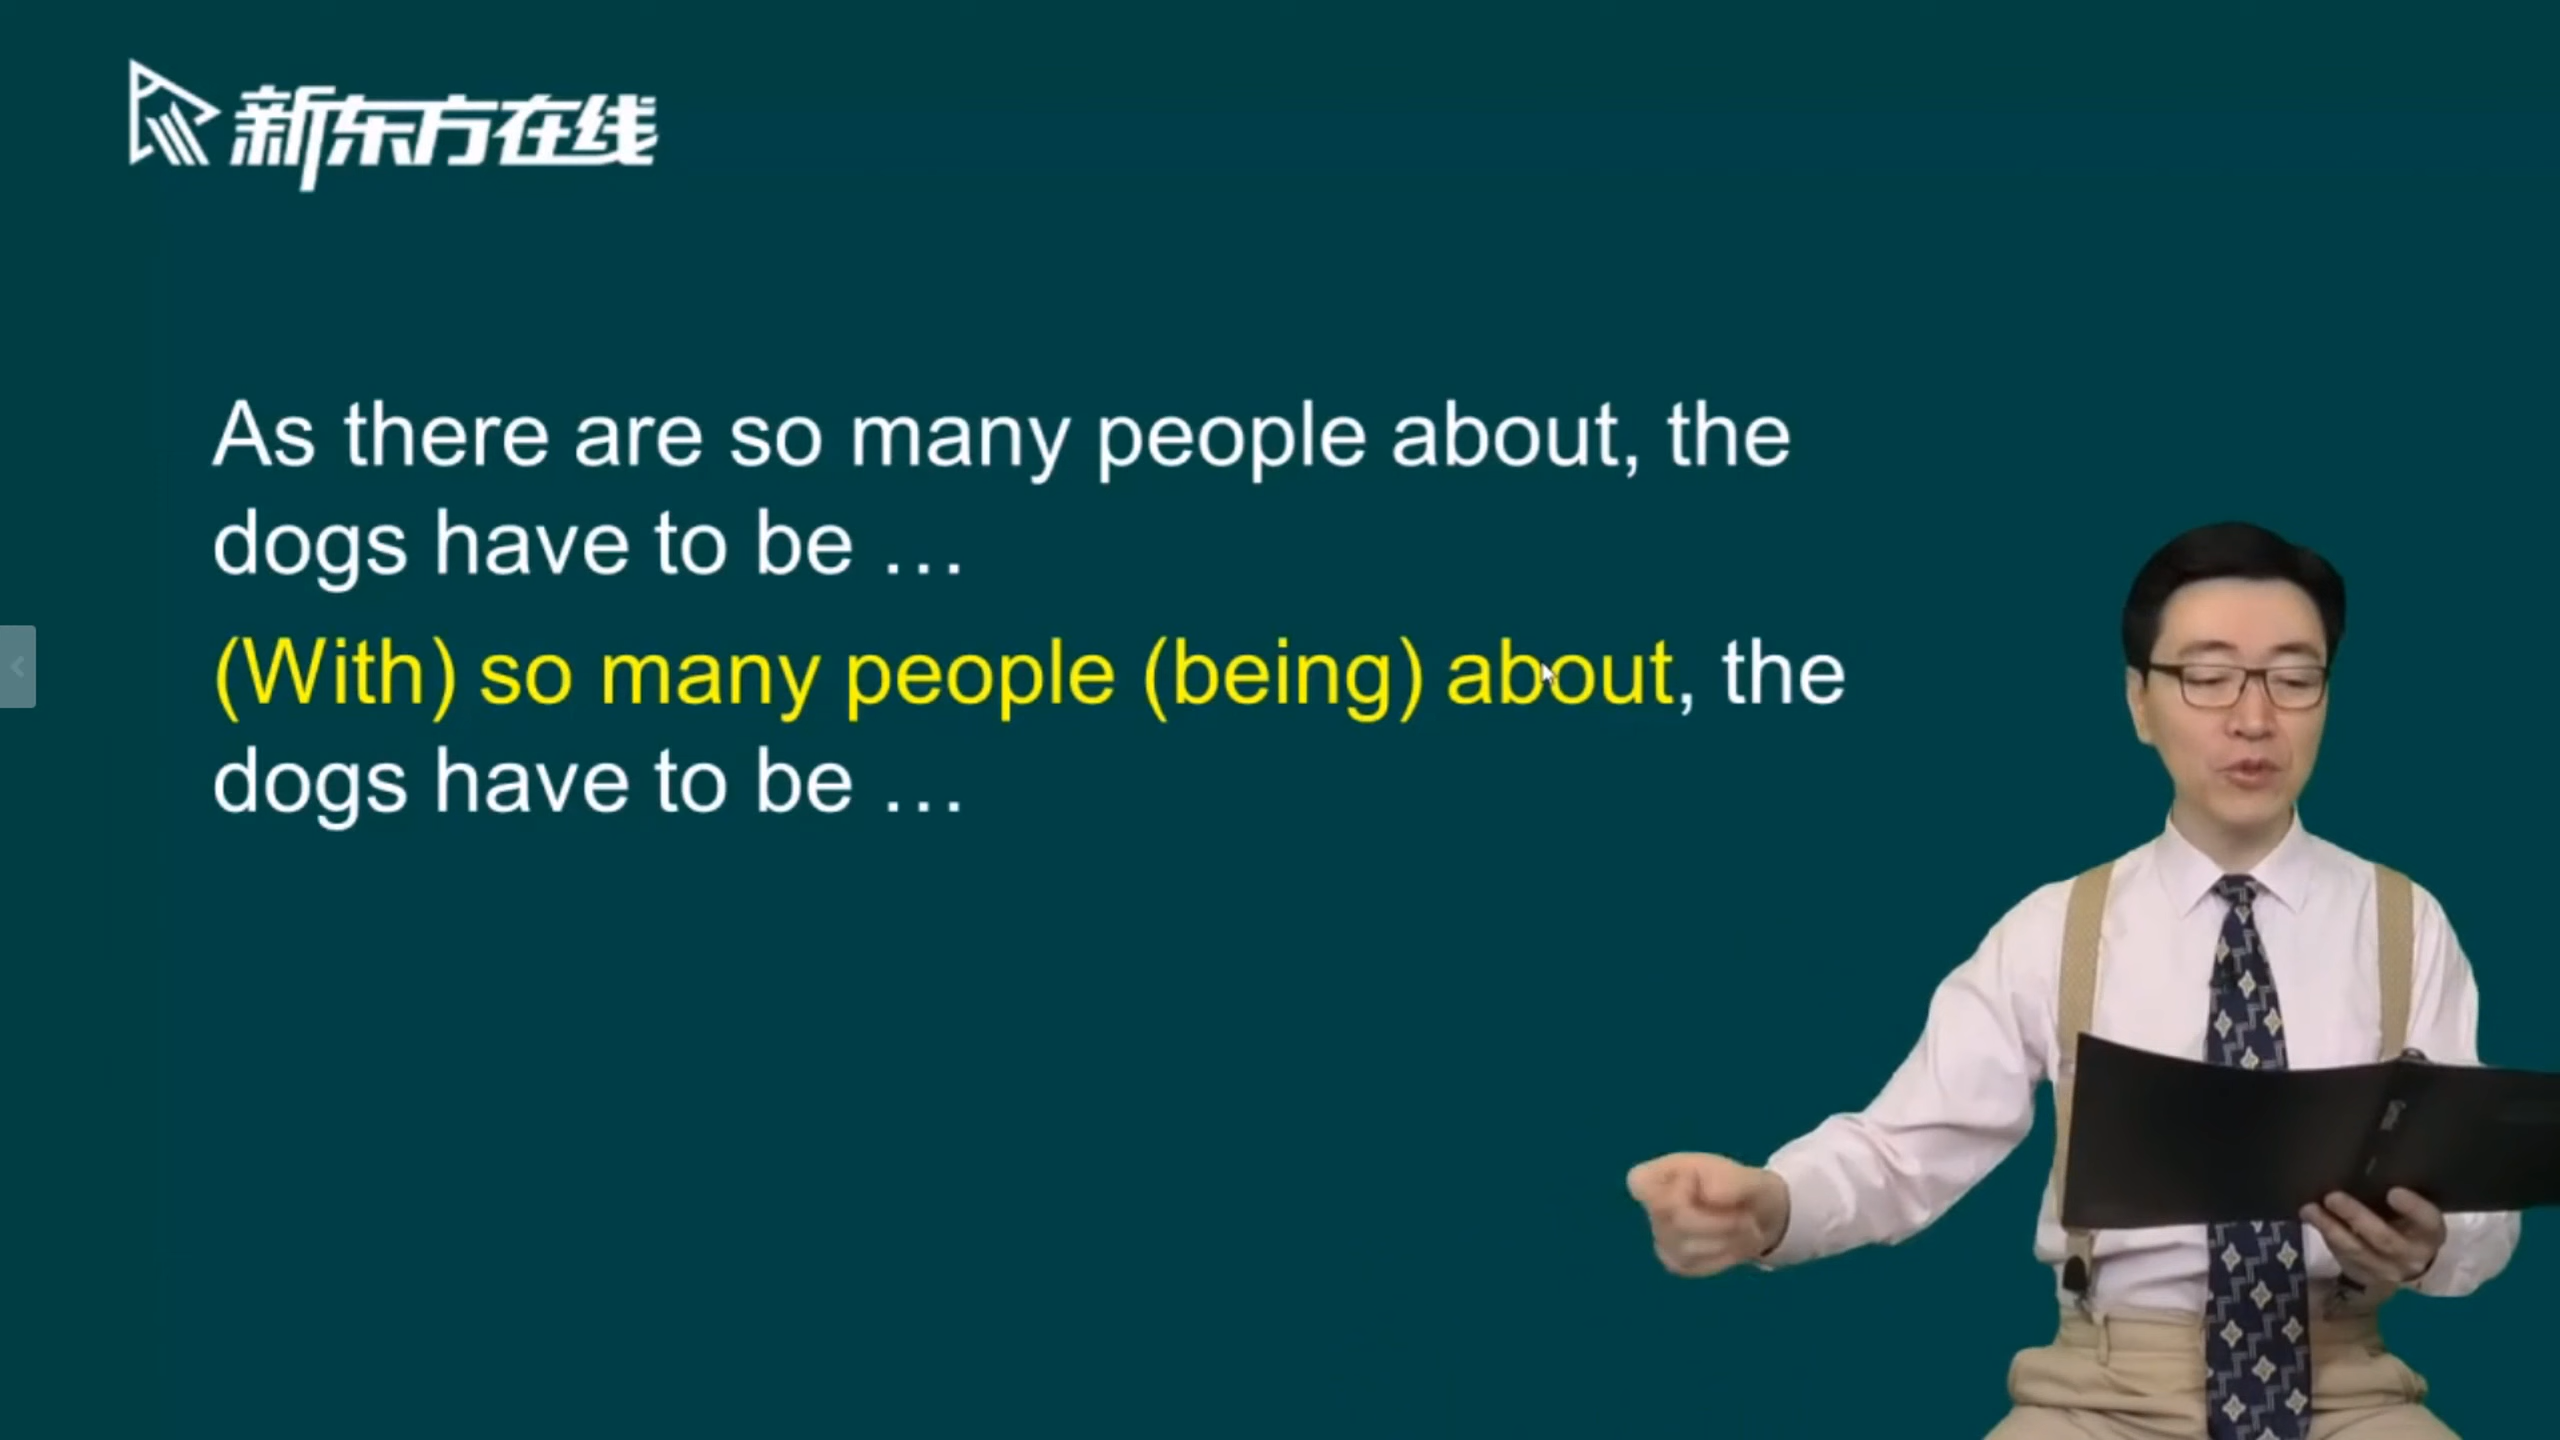 新东方在线
As there are so many people about, the
dogs have to be …
(With) so many people (being) about, the
dogs have to be …